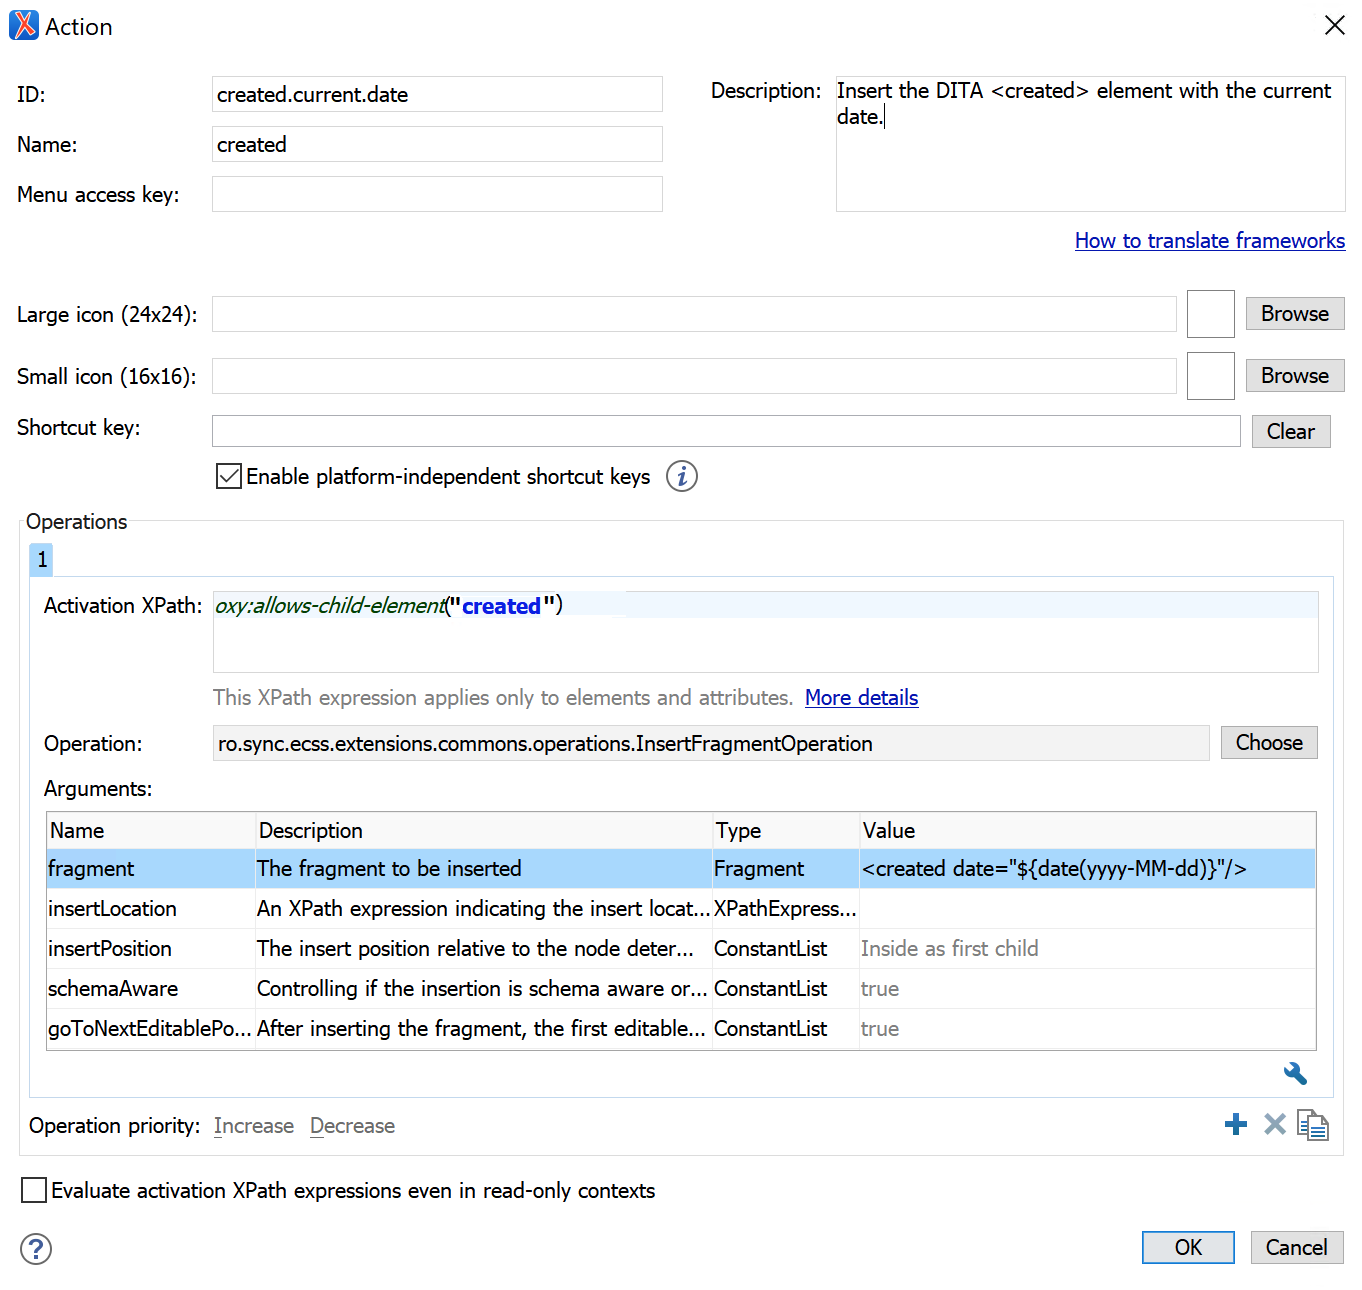 Action
ID:
created.current.date
Description:
Insert the DITA <created> element with the current
date.
Name:
created
Menu access key:
How to translate frameworks
Large icon (24x24):
Browse
Small icon (16x16):
Browse
Shortcut key:
Clear
Enable platform-independent shortcut keys
i
Operations
1
Activation XPath:
oxy:allows-child-element("created")
This XPath expression applies only to elements and attributes. More details
Operation:
ro.sync.ecss.extensions.commons.operations.InsertFragmentOperation
Choose
Arguments:
Name Description Type Value
fragment The fragment to be inserted Fragment <created date="${date(yyyy-MM-dd)}"/>
insertLocation An XPath expression indicating the insert locat... XPathExpress...
insertPosition The insert position relative to the node deter... ConstantList Inside as first child
schemaAware Controlling if the insertion is schema aware or... ConstantList true
goToNextEditablePo... After inserting the fragment, the first editable... ConstantList true
Operation priority: Increase Decrease
Evaluate activation XPath expressions even in read-only contexts
?
OK
Cancel